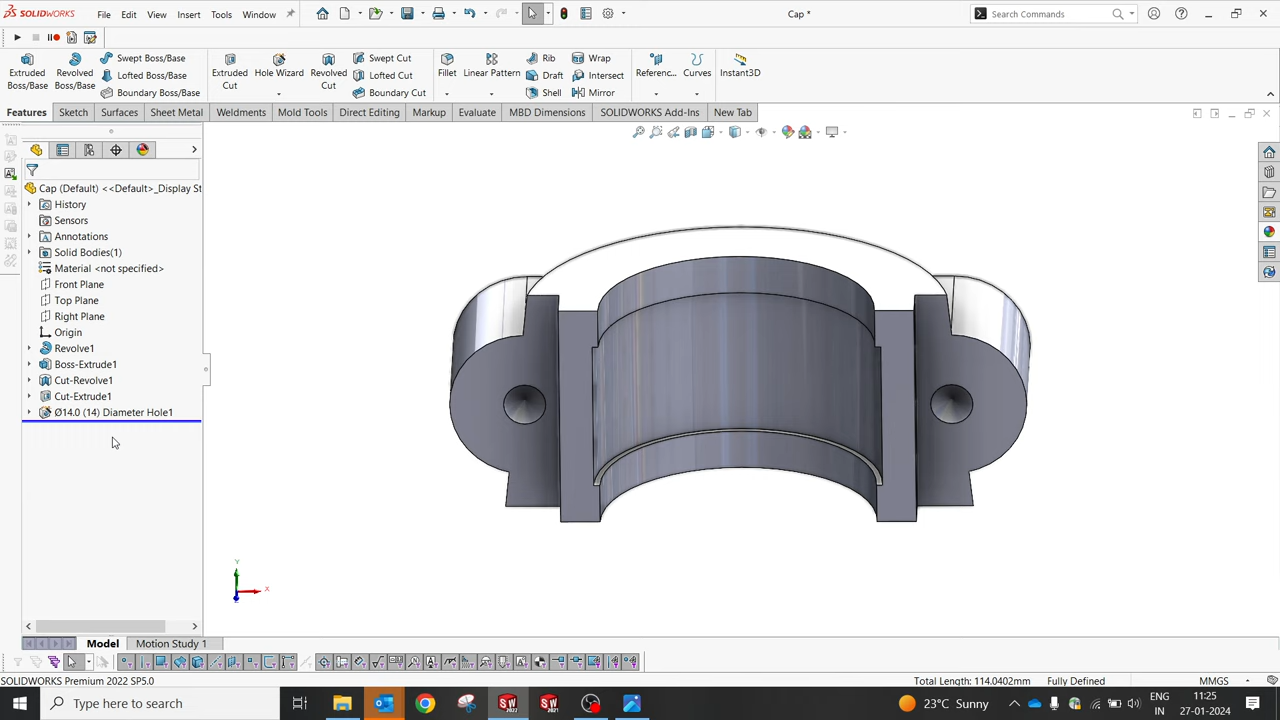 SOLIDWORKS File Edit View Insert Tools Window Cap * Search Commands
Extruded Boss/Base
Revolved Boss/Base
Swept Boss/Base
Lofted Boss/Base
Boundary Boss/Base
Extruded Cut
Hole Wizard
Revolved Cut
Swept Cut
Lofted Cut
Boundary Cut
Fillet
Linear Pattern
Rib
Draft
Shell
Wrap
Intersect
Mirror
Referenc...
Curves
Instant3D
Features Sketch Surfaces Sheet Metal Weldments Mold Tools Direct Editing Markup Evaluate MBD Dimensions SOLIDWORKS Add-Ins New Tab
Cap (Default) <<Default>_Display St
History
Sensors
Annotations
Solid Bodies(1)
Material <not specified>
Front Plane
Top Plane
Right Plane
Origin
Revolve1
Boss-Extrude1
Cut-Revolve1
Cut-Extrude1
Ø14.0 (14) Diameter Hole1
Y
X
Z
Model Motion Study 1
SOLIDWORKS Premium 2022 SP5.0 Total Length: 114.0402mm Fully Defined MMGS
Type here to search 23°C Sunny ENG IN 11:25 27-01-2024